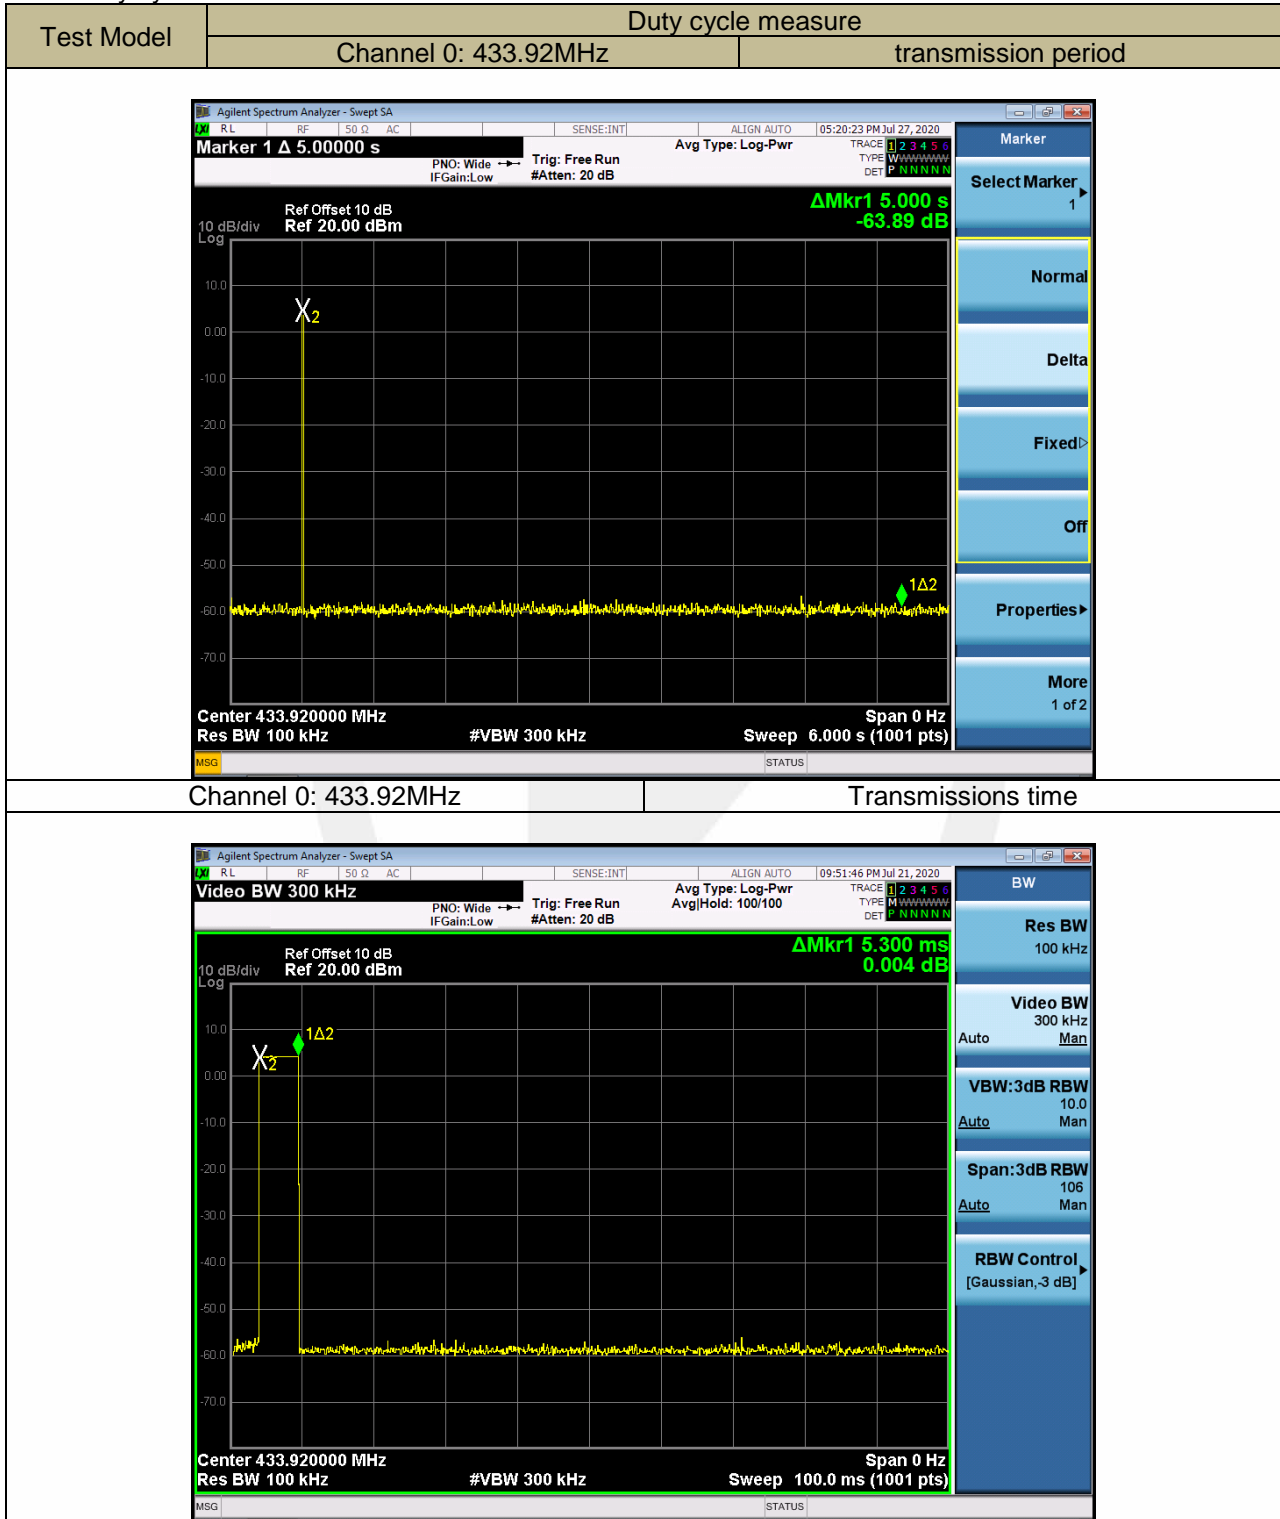 Test Model
Duty cycle measure
Channel 0: 433.92MHz
transmission period
Agilent Spectrum Analyzer - Swept SA
LXI RL RF 50 Ω AC SENSE:INT ALIGN AUTO 05:20:23 PM Jul 27, 2020
Marker 1 Δ 5.00000 s
PNO: Wide
IFGain:Low
Trig: Free Run
#Atten: 20 dB
Avg Type: Log-Pwr
TRACE 1 2 3 4 5 6
TYPE WWWWWWW
DET P N N N N N
ΔMkr1 5.000 s
-63.89 dB
Ref Offset 10 dB
10 dB/div Ref 20.00 dBm
Log
10.0
0.00
-10.0
-20.0
-30.0
-40.0
-50.0
-60.0
-70.0
X2
1Δ2
Center 433.920000 MHz Span 0 Hz
Res BW 100 kHz #VBW 300 kHz Sweep 6.000 s (1001 pts)
MSG STATUS
Marker
Select Marker
1
Normal
Delta
Fixed
Off
Properties
More
1 of 2
Channel 0: 433.92MHz
Transmissions time
Agilent Spectrum Analyzer - Swept SA
LXI RL RF 50 Ω AC SENSE:INT ALIGN AUTO 09:51:46 PM Jul 21, 2020
Video BW 300 kHz
PNO: Wide
IFGain:Low
Trig: Free Run
#Atten: 20 dB
Avg Type: Log-Pwr
Avg|Hold: 100/100
TRACE 1 2 3 4 5 6
TYPE MWWWWWW
DET P N N N N N
ΔMkr1 5.300 ms
0.004 dB
Ref Offset 10 dB
10 dB/div Ref 20.00 dBm
Log
10.0
0.00
-10.0
-20.0
-30.0
-40.0
-50.0
-60.0
-70.0
X2
1Δ2
Center 433.920000 MHz Span 0 Hz
Res BW 100 kHz #VBW 300 kHz Sweep 100.0 ms (1001 pts)
MSG STATUS
BW
Res BW
100 kHz
Video BW
300 kHz
Auto Man
VBW:3dB RBW
10.0
Auto Man
Span:3dB RBW
106
Auto Man
RBW Control
[Gaussian,-3 dB]